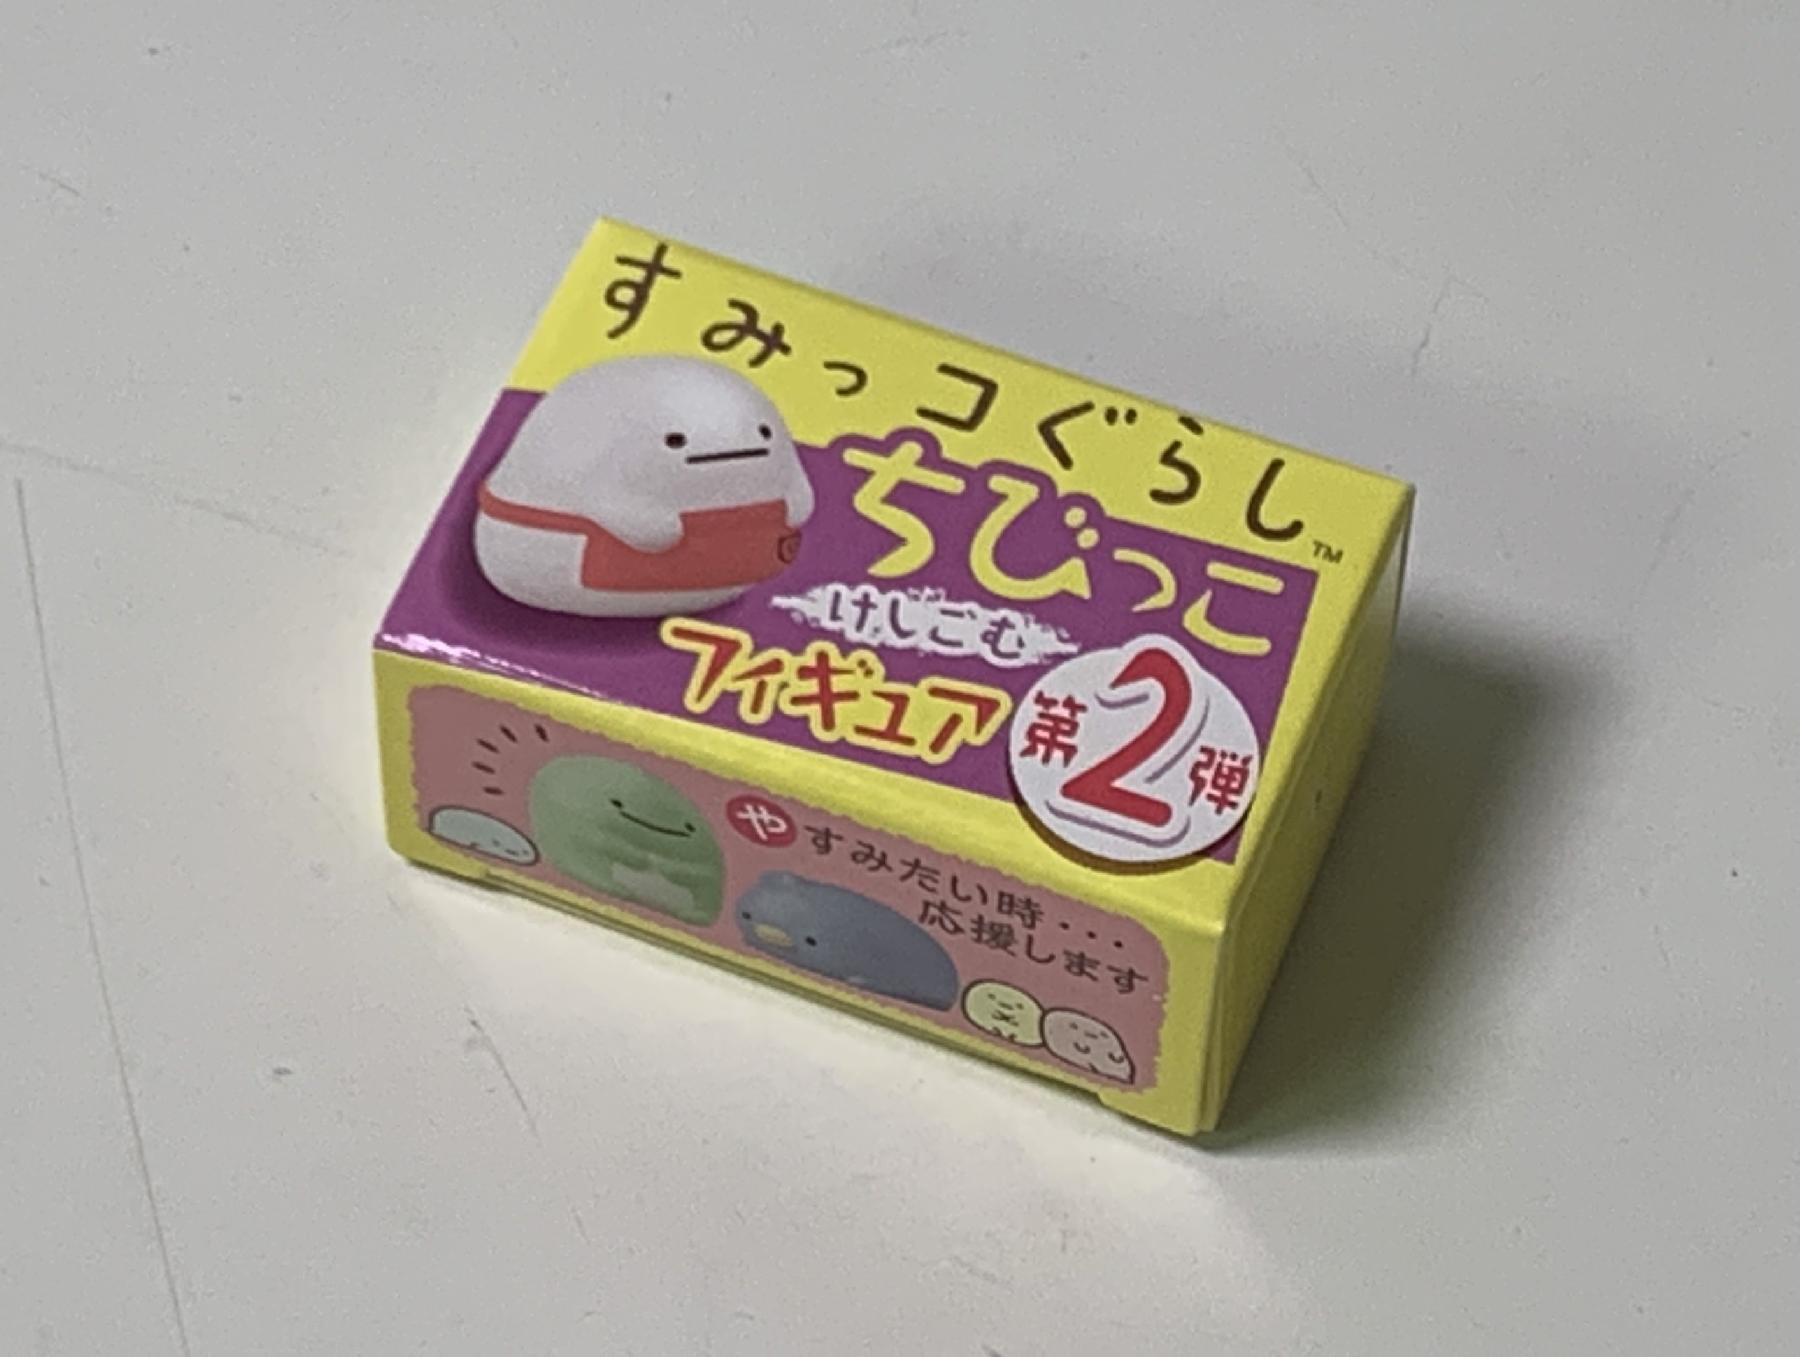 すみっコぐらし™
ちびっこ
けしごむ
フィギュア
第2弾
やすみたい時・・・
応援します